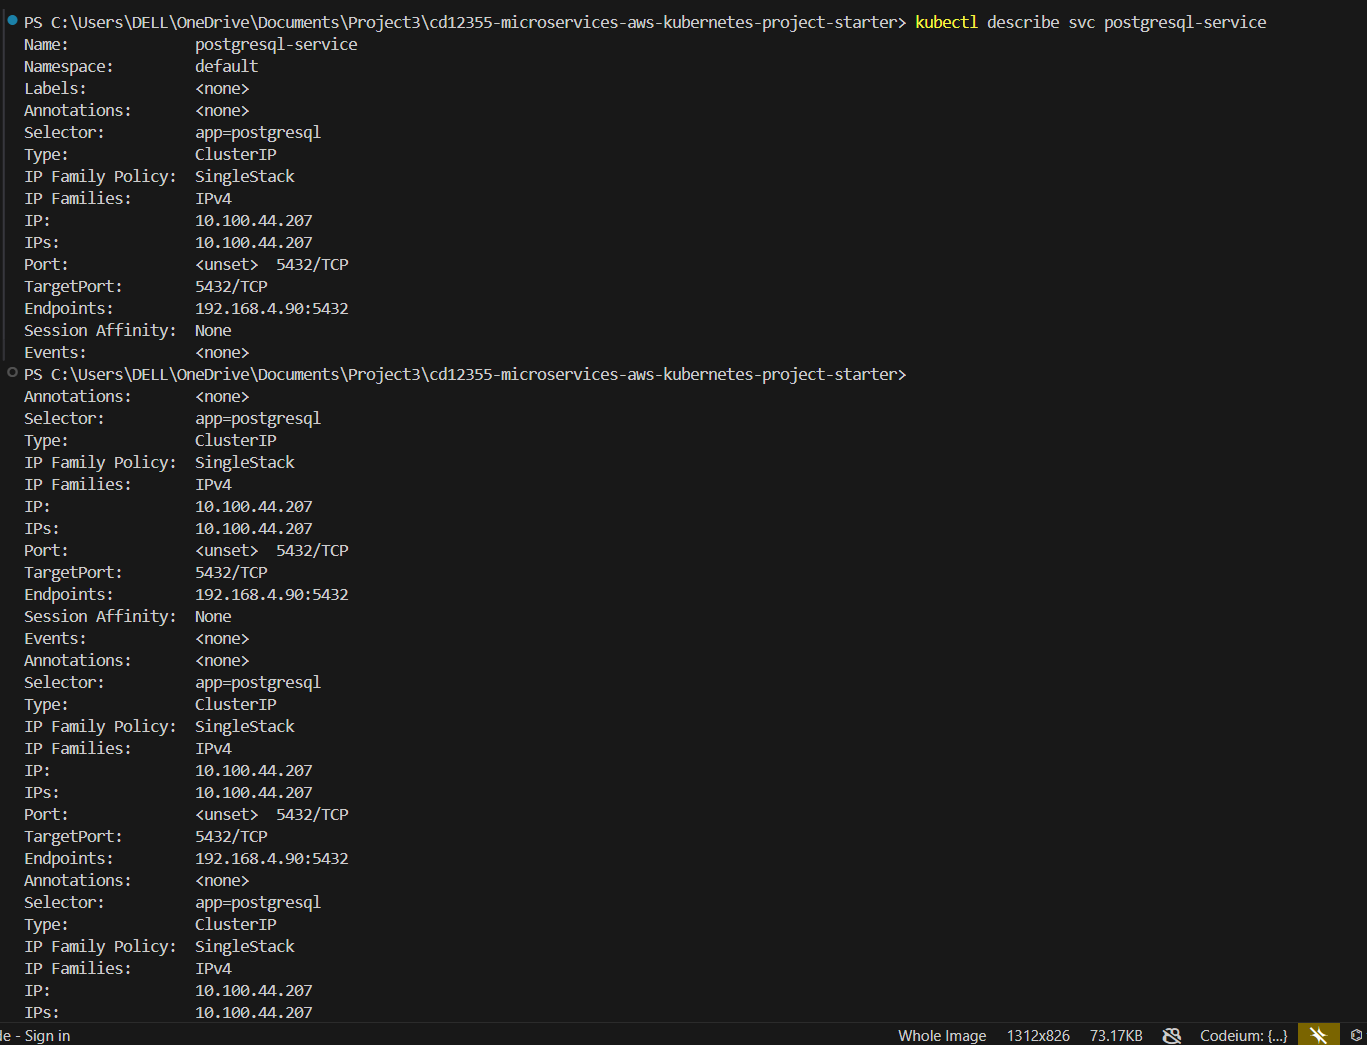 PS C:\Users\DELL\OneDrive\Documents\Project3\cd12355-microservices-aws-kubernetes-project-starter> kubectl describe svc postgresql-service
Name:              postgresql-service
Namespace:         default
Labels:            <none>
Annotations:       <none>
Selector:          app=postgresql
Type:              ClusterIP
IP Family Policy:  SingleStack
IP Families:       IPv4
IP:                10.100.44.207
IPs:               10.100.44.207
Port:              <unset>  5432/TCP
TargetPort:        5432/TCP
Endpoints:         192.168.4.90:5432
Session Affinity:  None
Events:            <none>
PS C:\Users\DELL\OneDrive\Documents\Project3\cd12355-microservices-aws-kubernetes-project-starter>
Annotations:       <none>
Selector:          app=postgresql
Type:              ClusterIP
IP Family Policy:  SingleStack
IP Families:       IPv4
IP:                10.100.44.207
IPs:               10.100.44.207
Port:              <unset>  5432/TCP
TargetPort:        5432/TCP
Endpoints:         192.168.4.90:5432
Session Affinity:  None
Events:            <none>
Annotations:       <none>
Selector:          app=postgresql
Type:              ClusterIP
IP Family Policy:  SingleStack
IP Families:       IPv4
IP:                10.100.44.207
IPs:               10.100.44.207
Port:              <unset>  5432/TCP
TargetPort:        5432/TCP
Endpoints:         192.168.4.90:5432
Annotations:       <none>
Selector:          app=postgresql
Type:              ClusterIP
IP Family Policy:  SingleStack
IP Families:       IPv4
IP:                10.100.44.207
IPs:               10.100.44.207
de - Sign in Whole Image 1312x826 73.17KB Codeium: {...}